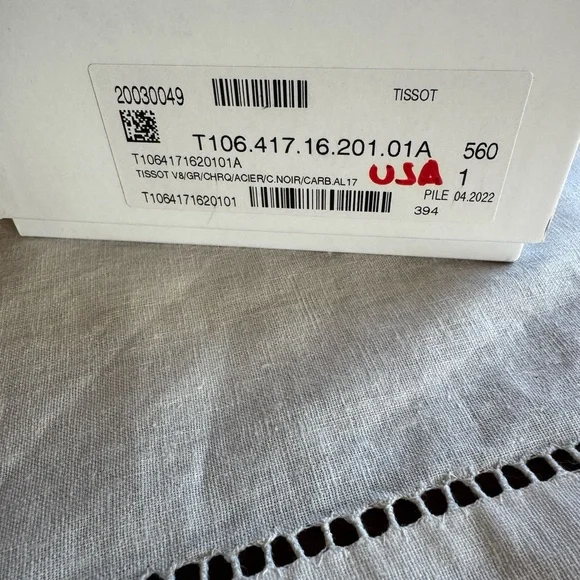 20030049 TISSOT
T106.417.16.201.01A 560
T1064171620101A
TISSOT V8/GR/CHRQ/ACIER/C.NOIR/CARB.AL17 USA 1
T1064171620101 PILE 04.2022
394